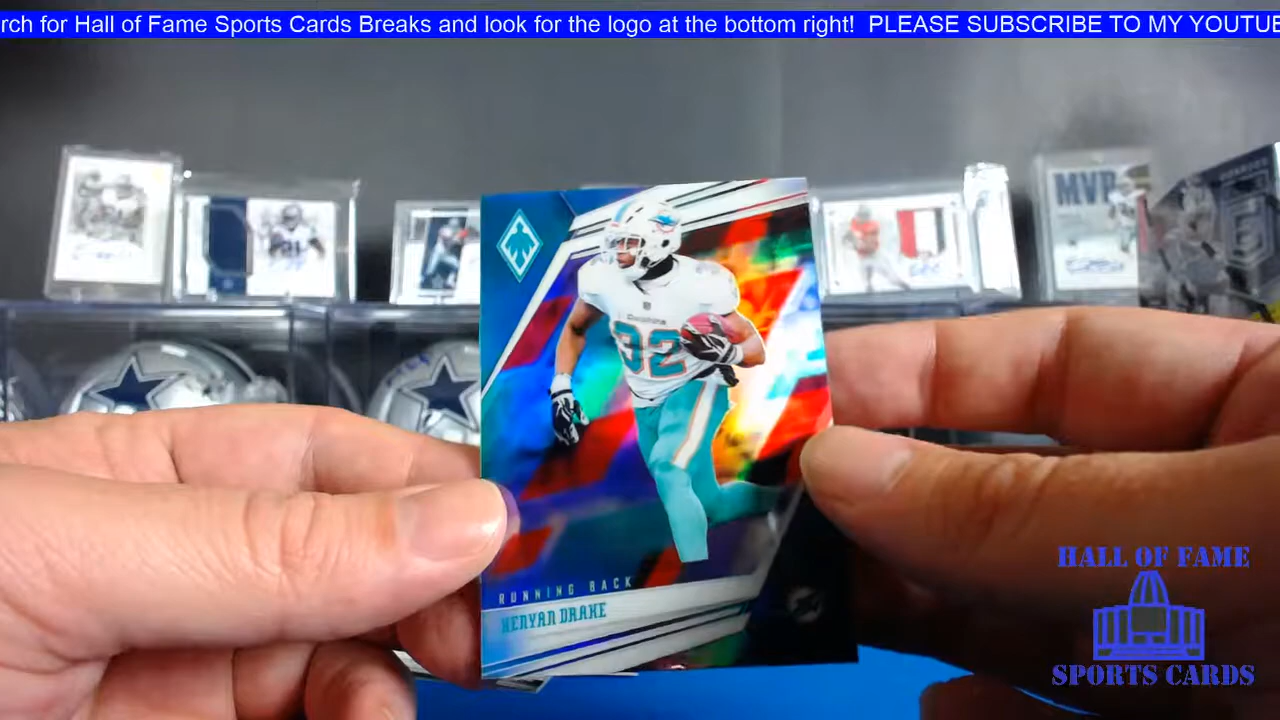 rch for Hall of Fame Sports Cards Breaks and look for the logo at the bottom right! PLEASE SUBSCRIBE TO MY YOUTUB
MVP
Dolphins
32
RUNNING BACK
KENYAN DRAKE
HALL OF FAME
SPORTS CARDS